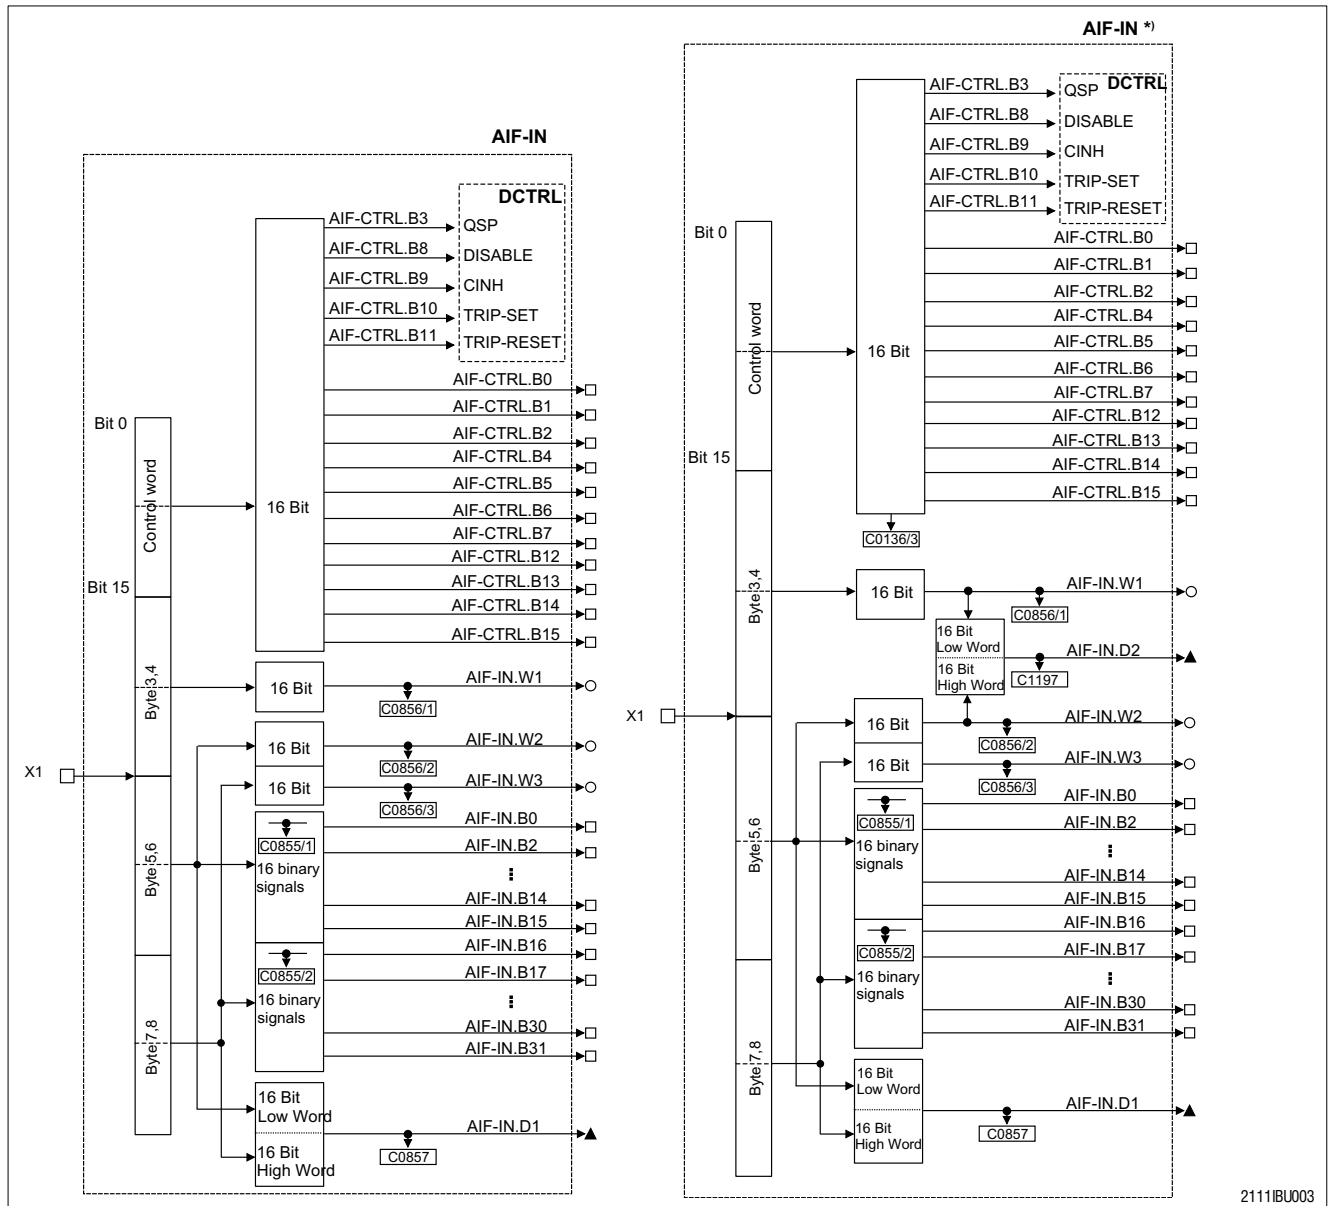 AIF-IN
DCTRL
AIF-CTRL.B3
QSP
AIF-CTRL.B8
DISABLE
AIF-CTRL.B9
CINH
AIF-CTRL.B10
TRIP-SET
AIF-CTRL.B11
TRIP-RESET
AIF-CTRL.B0
AIF-CTRL.B1
Bit 0
AIF-CTRL.B2
AIF-CTRL.B4
Control word
16 Bit
AIF-CTRL.B5
AIF-CTRL.B6
AIF-CTRL.B7
AIF-CTRL.B12
Bit 15
AIF-CTRL.B13
AIF-CTRL.B14
AIF-CTRL.B15
Byte 3,4
16 Bit
AIF-IN.W1
C0856/1
16 Bit
AIF-IN.W2
C0856/2
X1
16 Bit
AIF-IN.W3
C0856/3
AIF-IN.B0
C0855/1
AIF-IN.B2
Byte 5,6
16 binary
signals
AIF-IN.B14
AIF-IN.B15
AIF-IN.B16
C0855/2
AIF-IN.B17
16 binary
signals
AIF-IN.B30
AIF-IN.B31
Byte 7,8
16 Bit
Low Word
AIF-IN.D1
C0857
16 Bit
High Word
AIF-IN *)
DCTRL
AIF-CTRL.B3
QSP
AIF-CTRL.B8
DISABLE
AIF-CTRL.B9
CINH
AIF-CTRL.B10
TRIP-SET
AIF-CTRL.B11
TRIP-RESET
Bit 0
AIF-CTRL.B0
AIF-CTRL.B1
AIF-CTRL.B2
AIF-CTRL.B4
Control word
16 Bit
AIF-CTRL.B5
AIF-CTRL.B6
AIF-CTRL.B7
AIF-CTRL.B12
AIF-CTRL.B13
Bit 15
AIF-CTRL.B14
AIF-CTRL.B15
C0136/3
Byte 3,4
16 Bit
AIF-IN.W1
C0856/1
16 Bit
Low Word
AIF-IN.D2
16 Bit
High Word
C1197
X1
16 Bit
AIF-IN.W2
C0856/2
16 Bit
AIF-IN.W3
C0856/3
AIF-IN.B0
C0855/1
AIF-IN.B2
Byte 5,6
16 binary
signals
AIF-IN.B14
AIF-IN.B15
AIF-IN.B16
C0855/2
AIF-IN.B17
16 binary
signals
AIF-IN.B30
AIF-IN.B31
Byte 7,8
16 Bit
Low Word
AIF-IN.D1
C0857
16 Bit
High Word
2111IBU003